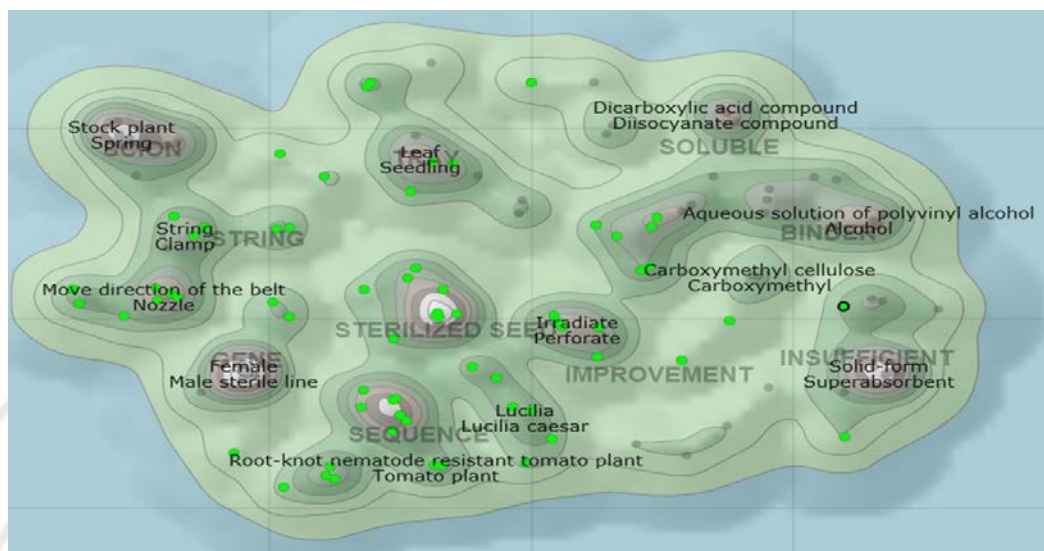 Dicarboxylic acid compound
Diisocyanate compound
SOLUBLE
Stock plant
Spring
SCION
Leaf
Seedling
String
Clamp
STRING
Aqueous solution of polyvinyl alcohol
Alcohol
BINDER
Carboxymethyl cellulose
Carboxymethyl
Move direction of the belt
Nozzle
STERILIZED SEE
Irradiate
Perforate
IMPROVEMENT
GENE
Female
Male sterile line
INSUFFICIENT
Solid-form
Superabsorbent
Lucilia
Lucilia caesar
SEQUENCE
Root-knot nematode resistant tomato plant
Tomato plant